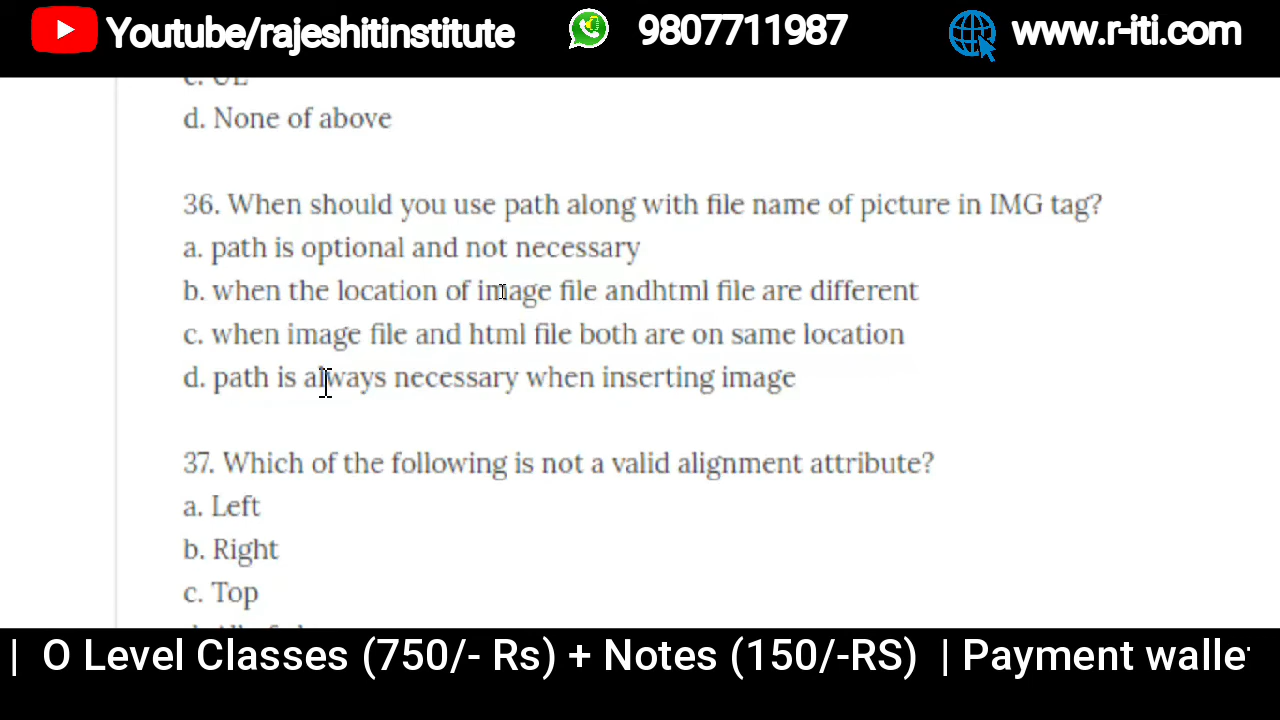 Youtube/rajeshitinstitute 9807711987 www.r-iti.com
d. None of above
36. When should you use path along with file name of picture in IMG tag?
a. path is optional and not necessary
b. when the location of image file andhtml file are different
c. when image file and html file both are on same location
d. path is always necessary when inserting image
37. Which of the following is not a valid alignment attribute?
a. Left
b. Right
c. Top
| O Level Classes (750/- Rs) + Notes (150/-RS) | Payment